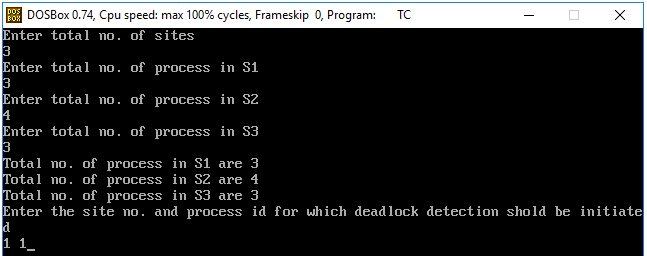 DOS BOX DOSBox 0.74, Cpu speed: max 100% cycles, Frameskip 0, Program: TC
Enter total no. of sites
3
Enter total no. of process in S1
3
Enter total no. of process in S2
4
Enter total no. of process in S3
3
Total no. of process in S1 are 3
Total no. of process in S2 are 4
Total no. of process in S3 are 3
Enter the site no. and process id for which deadlock detection shold be initiate
d
1 1_